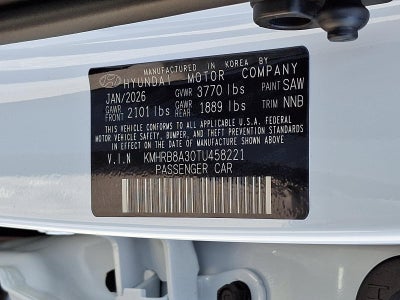 MANUFACTURED IN KOREA BY
HYUNDAI MOTOR COMPANY
JAN/2026 GVWR 3770 lbs PAINT SAW
GAWR FRONT 2101 lbs GAWR REAR 1889 lbs TRIM NNB
THIS VEHICLE CONFORMS TO ALL APPLICABLE U.S.A. FEDERAL
MOTOR VEHICLE SAFETY, BUMPER, AND THEFT PREVENTION STANDARDS
IN EFFECT ON THE DATE OF MANUFACTURE SHOWN ABOVE
V.I.N KMHRB8A30TU458221
PASSENGER CAR